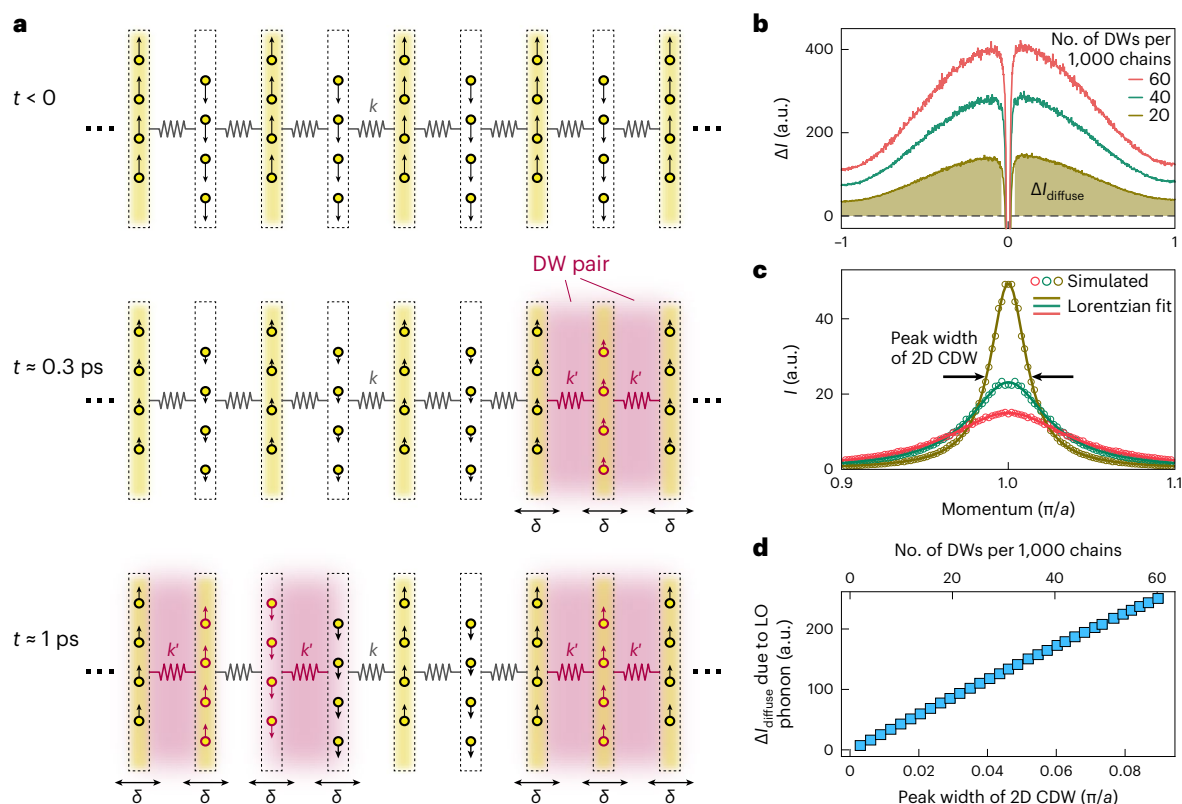 a
t < 0
k
DW pair
t ≈ 0.3 ps
k
k′
k′
δ
δ
δ
t ≈ 1 ps
k′
k′
k
k′
k′
δ
δ
δ
δ
δ
δ
δ
b
No. of DWs per
1,000 chains
60
40
20
400
200
0
ΔI (a.u.)
ΔIdiffuse
–1
0
1
c
Simulated
Lorentzian fit
Peak width
of 2D CDW
40
20
0
I (a.u.)
0.9
1.0
1.1
Momentum (π/a)
d
No. of DWs per 1,000 chains
0
20
40
60
ΔIdiffuse due to LO
phonon (a.u.)
200
100
0
0
0.02
0.04
0.06
0.08
Peak width of 2D CDW (π/a)